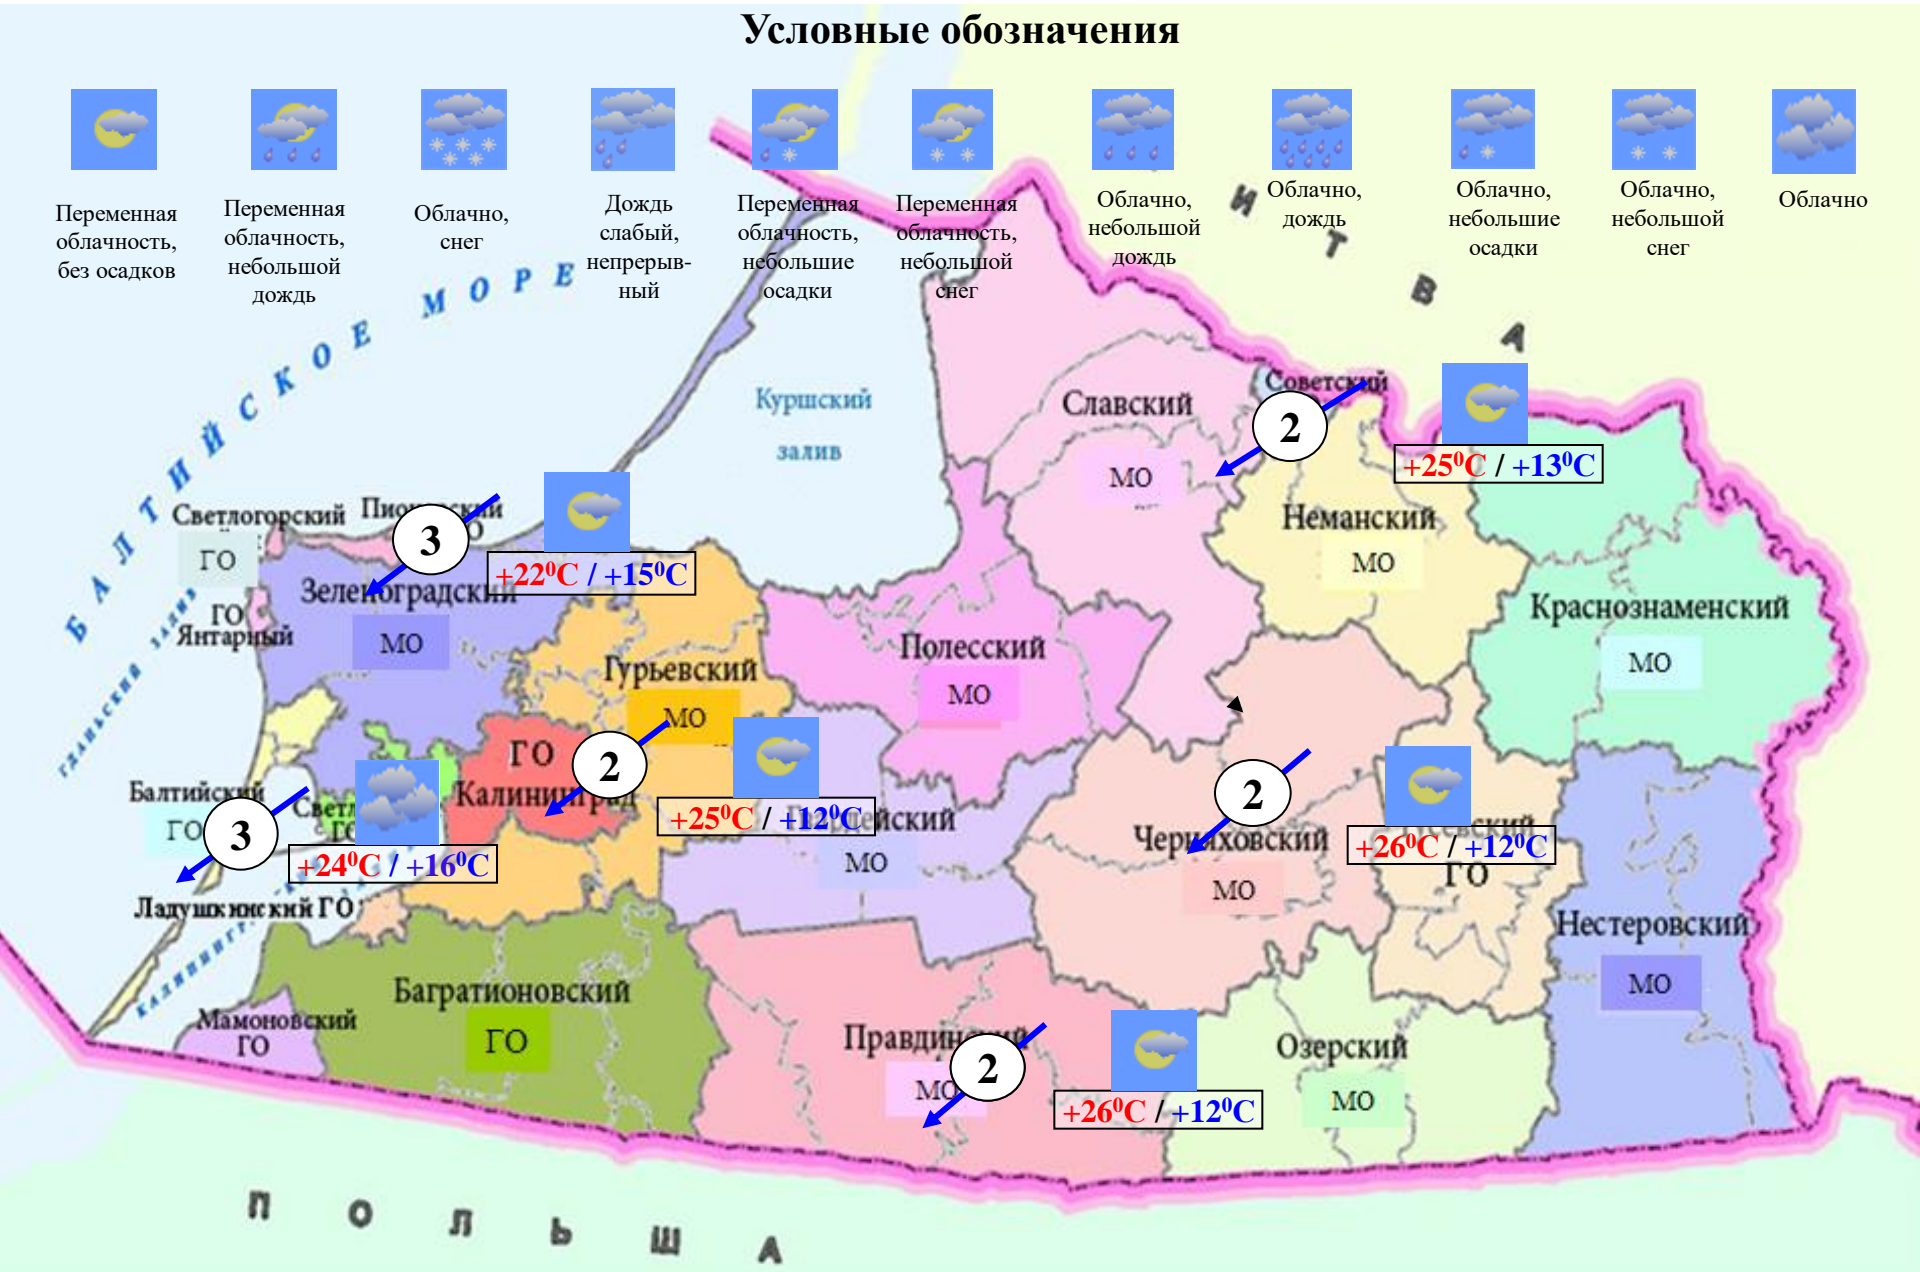 Условные обозначения
Переменная
облачность,
без осадков
Переменная
облачность,
небольшой
дождь
Облачно,
снег
Дождь
слабый,
непрерыв-
ный
Переменная
облачность,
небольшие
осадки
Переменная
облачность,
небольшой
снег
Облачно,
небольшой
дождь
Облачно,
дождь
Облачно,
небольшие
осадки
Облачно,
небольшой
снег
Облачно
БАЛТИЙСКОЕ МОРЕ
ИТВА
Куршский
залив
Славский
МО
Советский
2
+25⁰С / +13⁰С
Неманский
МО
Краснознаменский
МО
Светлогорский
ГО
3
+22⁰С / +15⁰С
Зеленоградский
МО
ГО
Янтарный
Гурьевский
МО
Полесский
МО
ГО
Калининград
2
+25⁰С / +12⁰С
МО
Балтийский
ГО
3
+24⁰С / +16⁰С
Ладушкинский ГО
Черняховский
МО
2
+26⁰С / +12⁰С
ГО
Нестеровский
МО
Багратионовский
ГО
Мамоновский
ГО
Правдинский
МО
2
+26⁰С / +12⁰С
Озерский
МО
ПОЛЬША